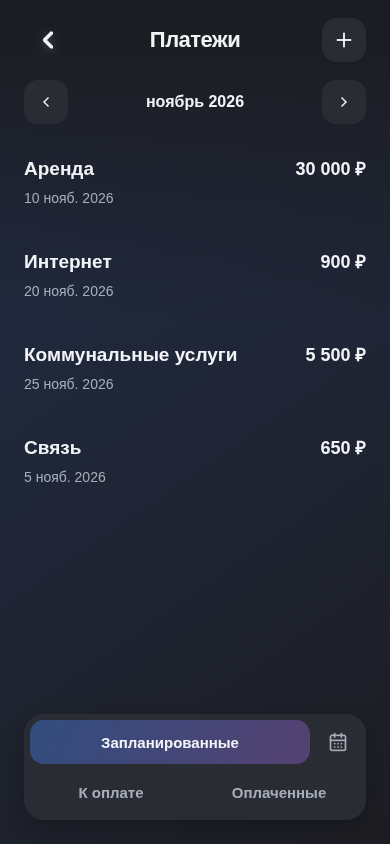 Платежи
ноябрь 2026
Аренда 30 000 ₽
10 нояб. 2026
Интернет 900 ₽
20 нояб. 2026
Коммунальные услуги 5 500 ₽
25 нояб. 2026
Связь 650 ₽
5 нояб. 2026
Запланированные
К оплате Оплаченные